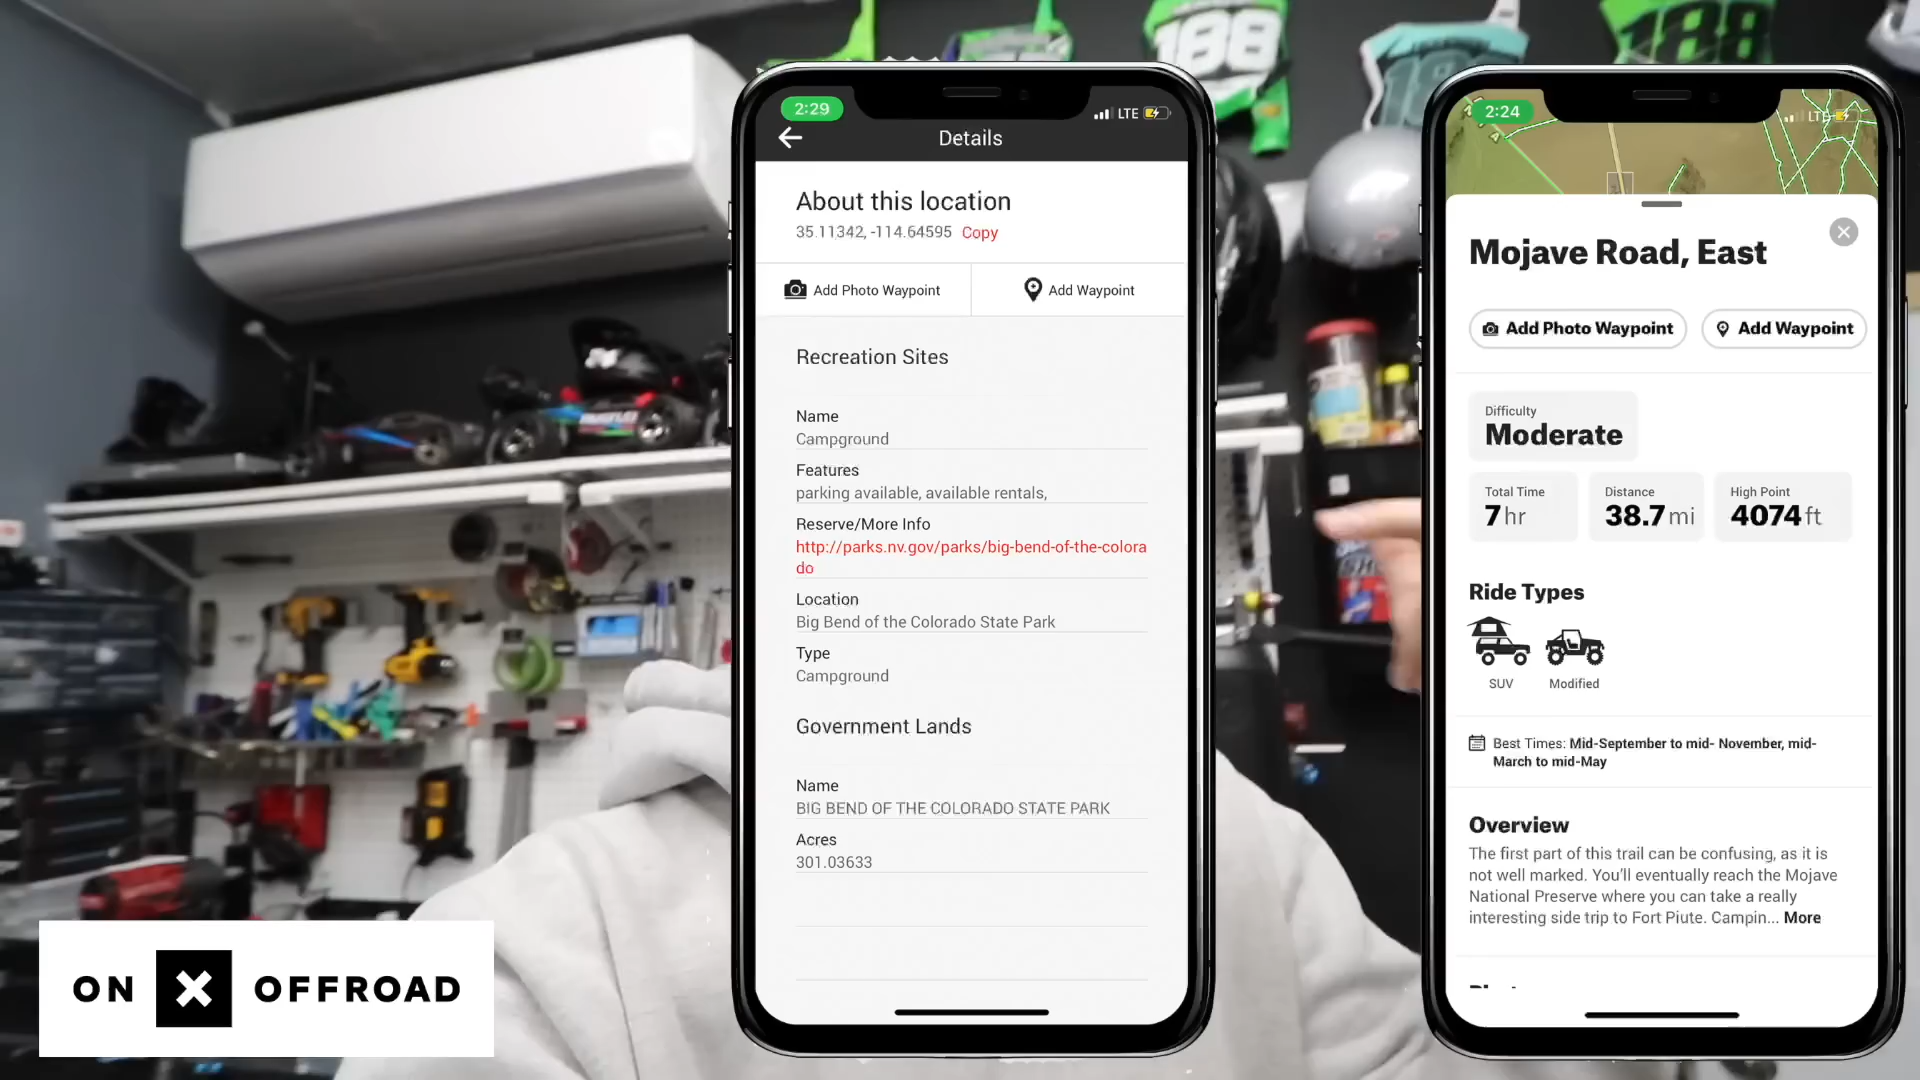 188
188
2:29
LTE
Details
About this location
35.11342, -114.64595 Copy
Add Photo Waypoint
Add Waypoint
Recreation Sites
Name
Campground
Features
parking available, available rentals,
Reserve/More Info
http://parks.nv.gov/parks/big-bend-of-the-colora
do
Location
Big Bend of the Colorado State Park
Type
Campground
Government Lands
Name
BIG BEND OF THE COLORADO STATE PARK
Acres
301.03633
2:24
LTE
Mojave Road, East
Add Photo Waypoint
Add Waypoint
Difficulty
Moderate
Total Time
7 hr
Distance
38.7 mi
High Point
4074 ft
Ride Types
SUV
Modified
Best Times: Mid-September to mid- November, mid-
March to mid-May
Overview
The first part of this trail can be confusing, as it is
not well marked. You'll eventually reach the Mojave
National Preserve where you can take a really
interesting side trip to Fort Piute. Campin... More
ON X OFFROAD